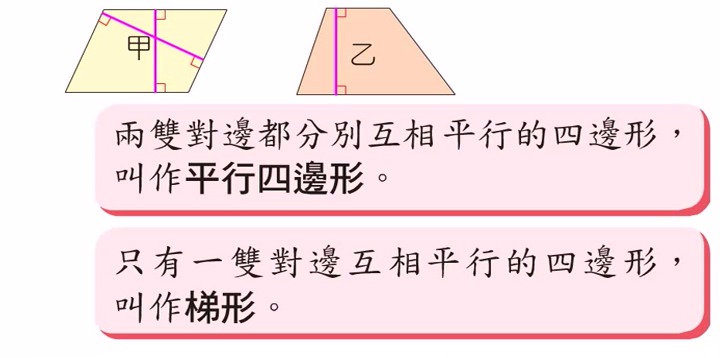 甲
乙
兩雙對邊都分別互相平行的四邊形，
叫作平行四邊形。
只有一雙對邊互相平行的四邊形，
叫作梯形。